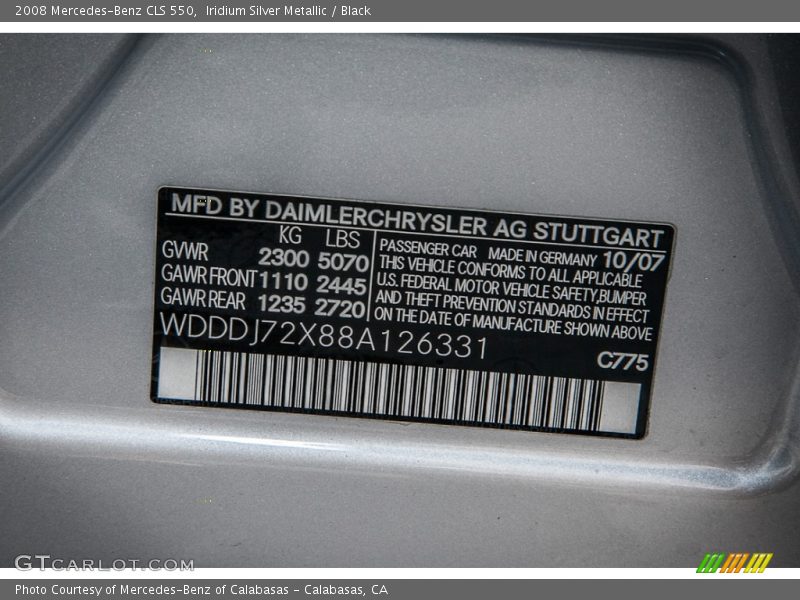 2008 Mercedes-Benz CLS 550,  Iridium Silver Metallic / Black
MFD BY DAIMLERCHRYSLER AG STUTTGART
KG LBS
GVWR 2300 5070
GAWR FRONT 1110 2445
GAWR REAR 1235 2720
PASSENGER CAR MADE IN GERMANY 10/07
THIS VEHICLE CONFORMS TO ALL APPLICABLE
U.S. FEDERAL MOTOR VEHICLE SAFETY,BUMPER
AND THEFT PREVENTION STANDARDS IN EFFECT
ON THE DATE OF MANUFACTURE SHOWN ABOVE
WDDDJ72X88A126331
C775
GTCARLOT.COM
Photo Courtesy of Mercedes-Benz of Calabasas - Calabasas, CA